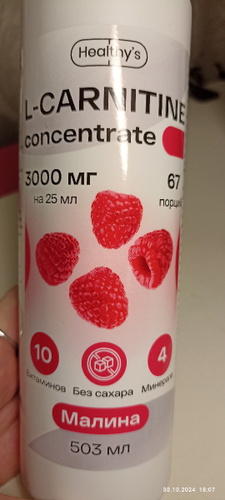 Healthy's
L-CARNITINE
concentrate
3000 мг
на 25 мл
67
порций
10
Витаминов
Без сахара
4
Минерала
Малина
503 мл
30.10.2024 18:07